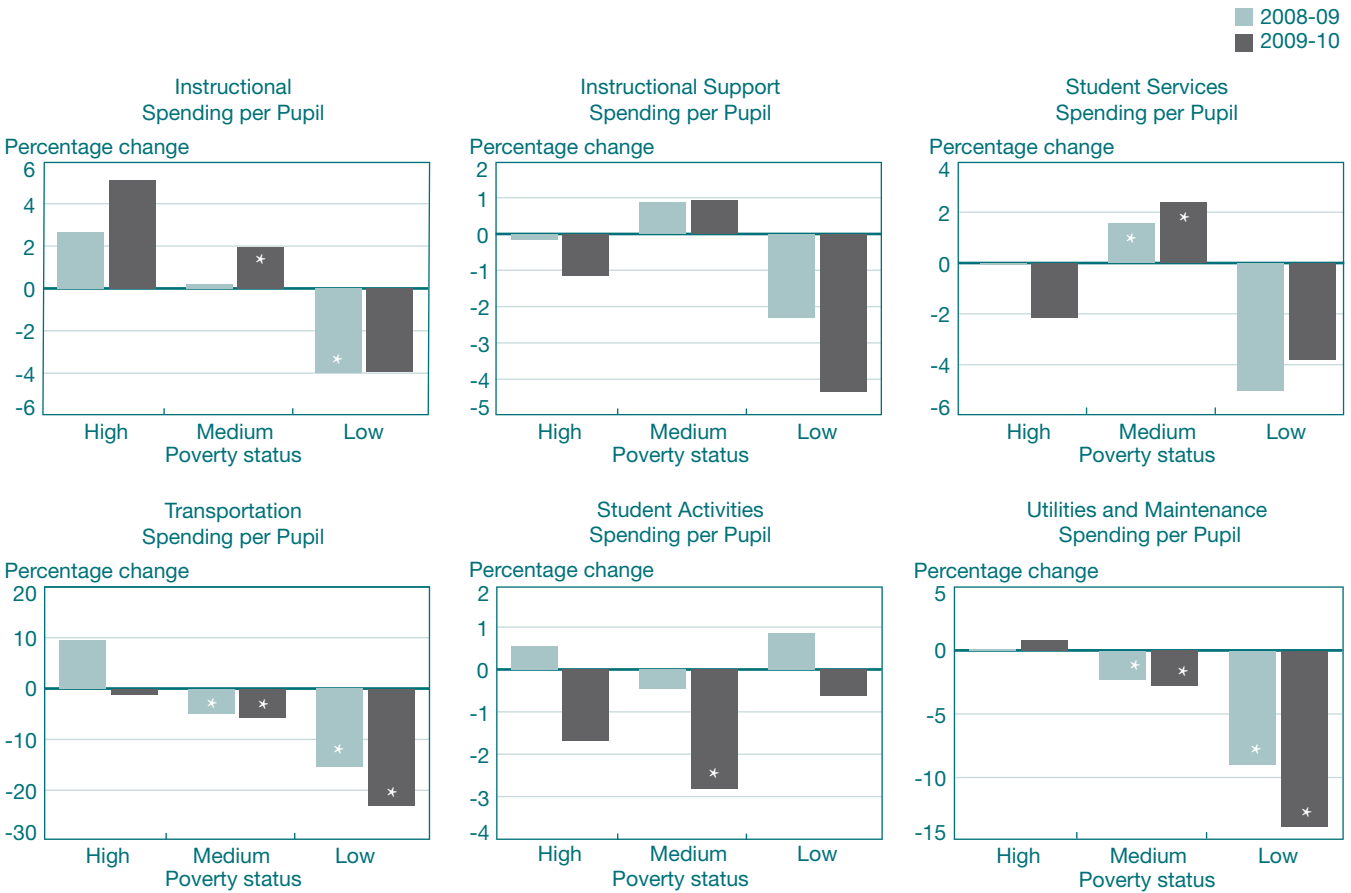 2008-09
2009-10
Instructional
Spending per Pupil
Percentage change
6
4
2
0
-2
-4
-6
High Medium Low
Poverty status
Instructional Support
Spending per Pupil
Percentage change
2
1
0
-1
-2
-3
-4
-5
High Medium Low
Poverty status
Student Services
Spending per Pupil
Percentage change
4
2
0
-2
-4
-6
High Medium Low
Poverty status
Transportation
Spending per Pupil
Percentage change
20
10
0
-10
-20
-30
High Medium Low
Poverty status
Student Activities
Spending per Pupil
Percentage change
2
1
0
-1
-2
-3
-4
High Medium Low
Poverty status
Utilities and Maintenance
Spending per Pupil
Percentage change
5
0
-5
-10
-15
High Medium Low
Poverty status